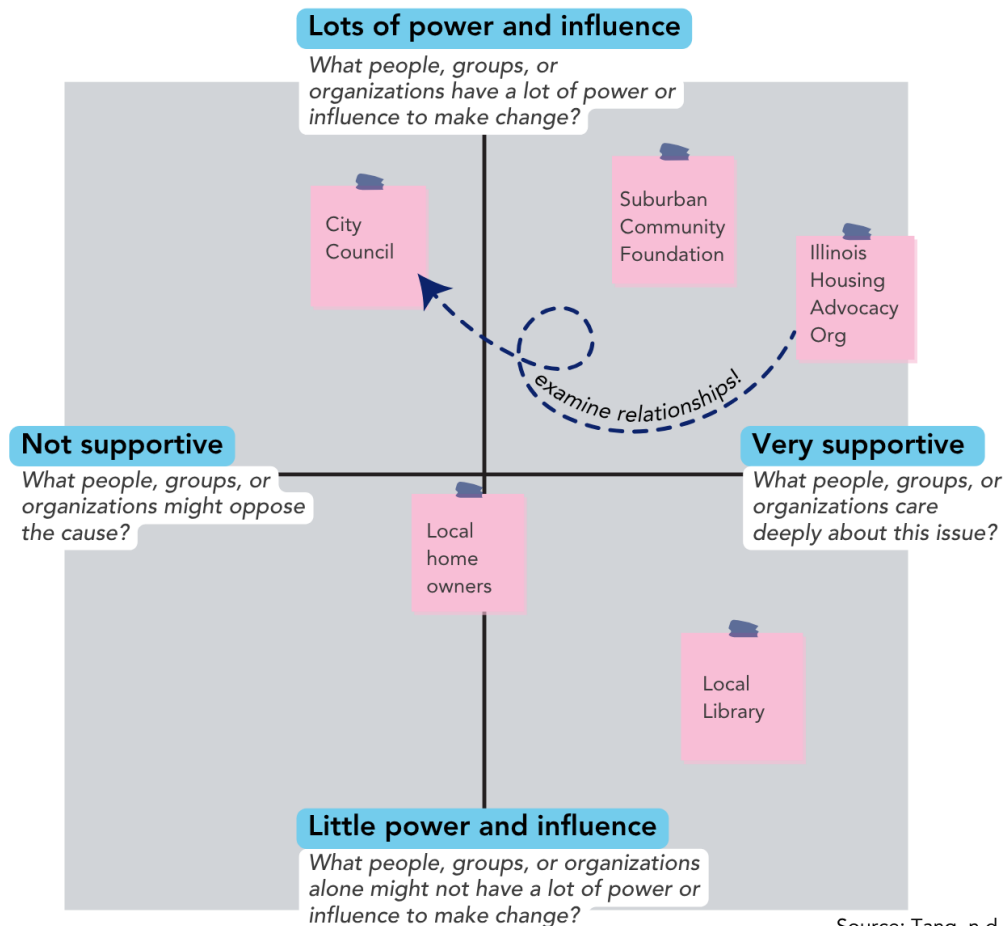 Lots of power and influence
What people, groups, or
organizations have a lot of power or
influence to make change?
City
Council
Suburban
Community
Foundation
Illinois
Housing
Advocacy
Org
examine relationships!
Not supportive
What people, groups, or
organizations might oppose
the cause?
Very supportive
What people, groups, or
organizations care
deeply about this issue?
Local
home
owners
Local
Library
Little power and influence
What people, groups, or organizations
alone might not have a lot of power or
influence to make change?
Source: Tang, n.d.